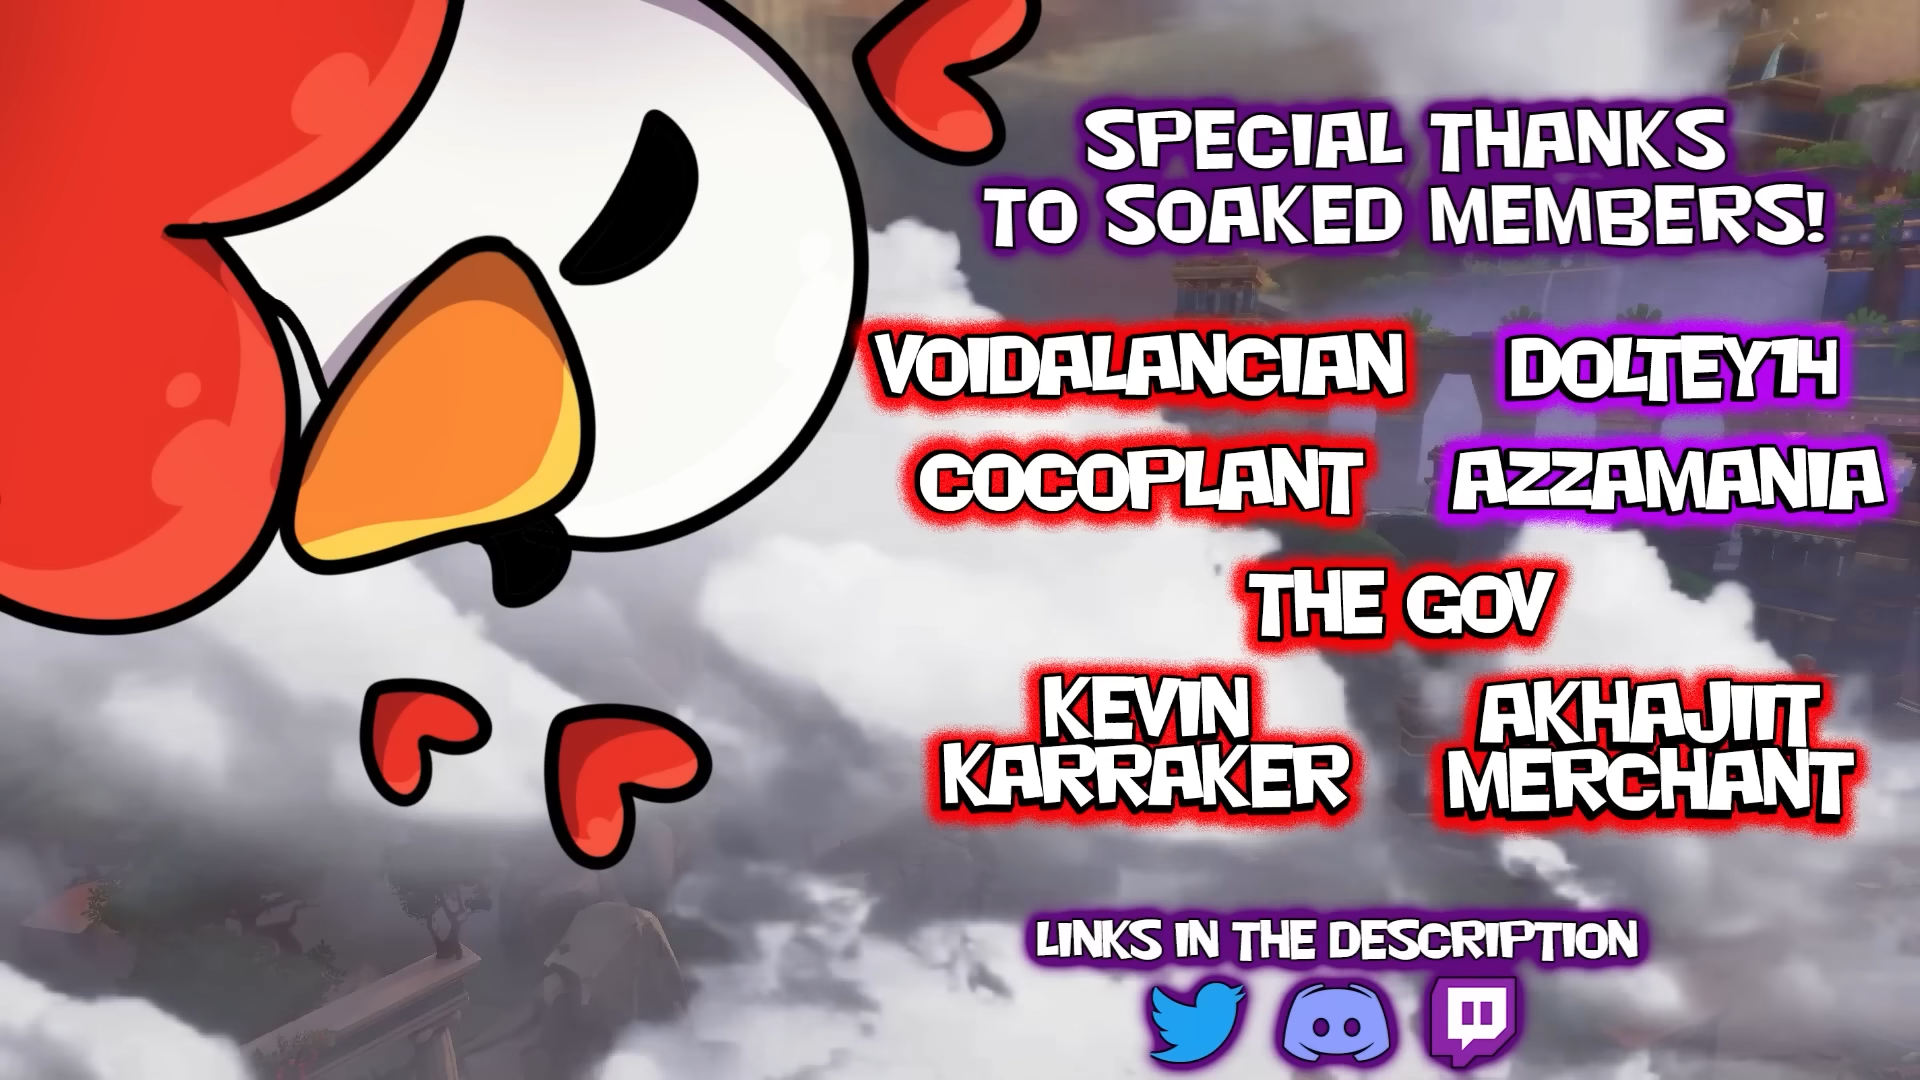 SPECIAL THANKS
TO SOAKED MEMBERS!
VOIDALANCIAN DOLTEY14
COCOPLANT AZZAMANIA
THE GOV
KEVIN
KARRAKER
AKHAJIIT
MERCHANT
LINKS IN THE DESCRIPTION